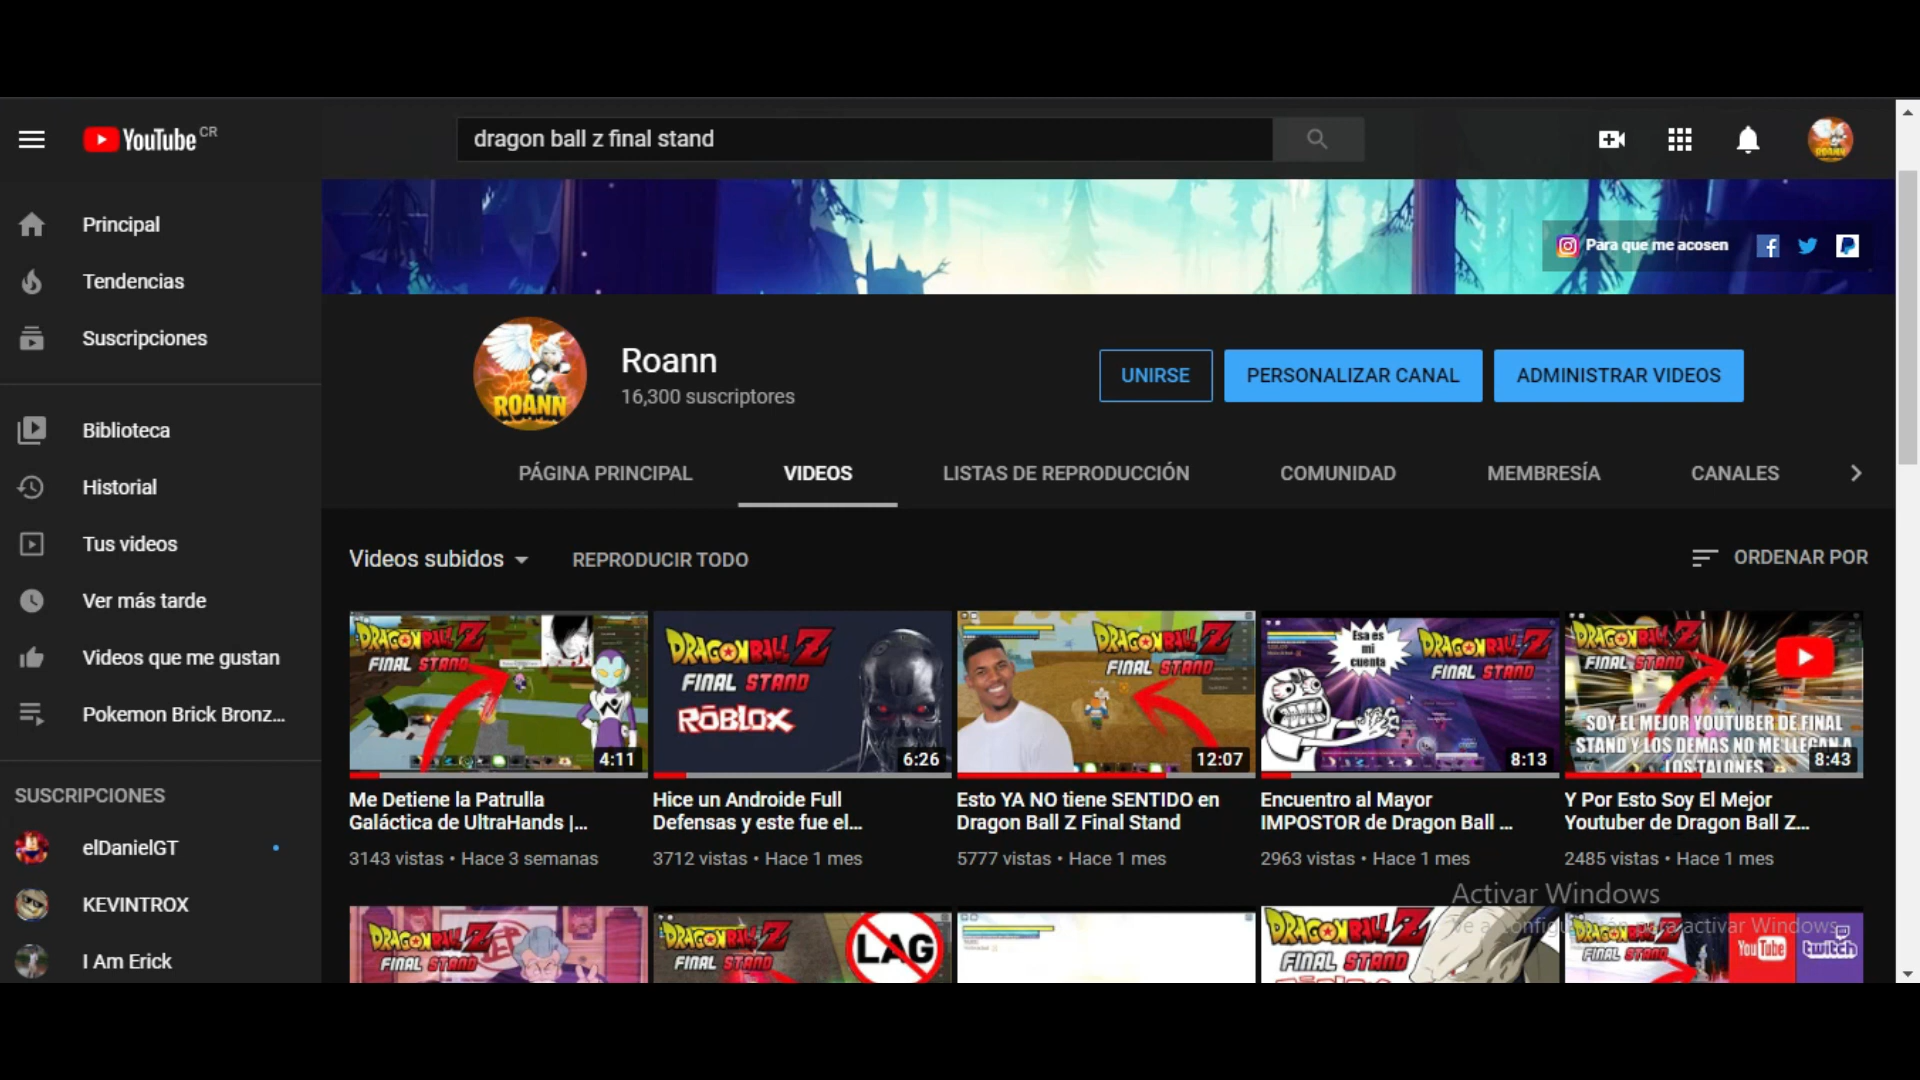 YouTube CR
dragon ball z final stand
Principal
Tendencias
Suscripciones
Biblioteca
Historial
Tus videos
Ver más tarde
Videos que me gustan
Pokemon Brick Bronz...
SUSCRIPCIONES
elDanielGT
KEVINTROX
I Am Erick
Para que me acosen
ROANN
Roann
16,300 suscriptores
UNIRSE
PERSONALIZAR CANAL
ADMINISTRAR VIDEOS
PÁGINA PRINCIPAL
VIDEOS
LISTAS DE REPRODUCCIÓN
COMUNIDAD
MEMBRESÍA
CANALES
Videos subidos
REPRODUCIR TODO
ORDENAR POR
DRAGON BALL Z
FINAL STAND
4:11
Me Detiene la Patrulla
Galáctica de UltraHands |...
3143 vistas • Hace 3 semanas
DRAGON BALL Z
FINAL STAND
ROBLOX
6:26
Hice un Androide Full
Defensas y este fue el...
3712 vistas • Hace 1 mes
DRAGON BALL Z
FINAL STAND
12:07
Esto YA NO tiene SENTIDO en
Dragon Ball Z Final Stand
5777 vistas • Hace 1 mes
Esa es
mi
cuenta
DRAGON BALL Z
FINAL STAND
8:13
Encuentro al Mayor
IMPOSTOR de Dragon Ball ...
2963 vistas • Hace 1 mes
DRAGON BALL Z
FINAL STAND
SOY EL MEJOR YOUTUBER DE FINAL
STAND Y LOS DEMAS NO ME LLEGAN A
LOS TALONES
8:43
Y Por Esto Soy El Mejor
Youtuber de Dragon Ball Z...
2485 vistas • Hace 1 mes
DRAGON BALL Z
FINAL STAND
DRAGON BALL Z
FINAL STAND
LAG
DRAGON BALL Z
FINAL STAND
DRAGON BALL Z
FINAL STAND
YouTube
twitch
Activar Windows
activar Windows.